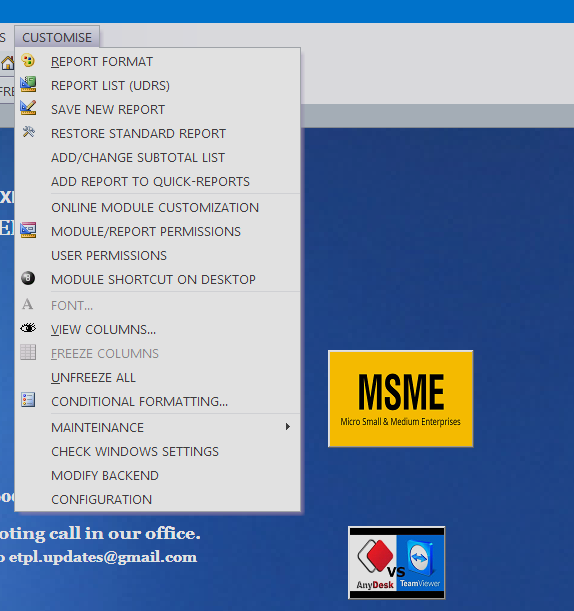 S CUSTOMISE
REPORT FORMAT
REPORT LIST (UDRS)
SAVE NEW REPORT
RESTORE STANDARD REPORT
ADD/CHANGE SUBTOTAL LIST
ADD REPORT TO QUICK-REPORTS
ONLINE MODULE CUSTOMIZATION
MODULE/REPORT PERMISSIONS
USER PERMISSIONS
MODULE SHORTCUT ON DESKTOP
A FONT...
VIEW COLUMNS...
FREEZE COLUMNS
UNFREEZE ALL
CONDITIONAL FORMATTING...
MAINTEINANCE
CHECK WINDOWS SETTINGS
MODIFY BACKEND
CONFIGURATION
MSME
Micro Small & Medium Enterprises
oting call in our office.
etpl.updates@gmail.com
AnyDesk VS TeamViewer